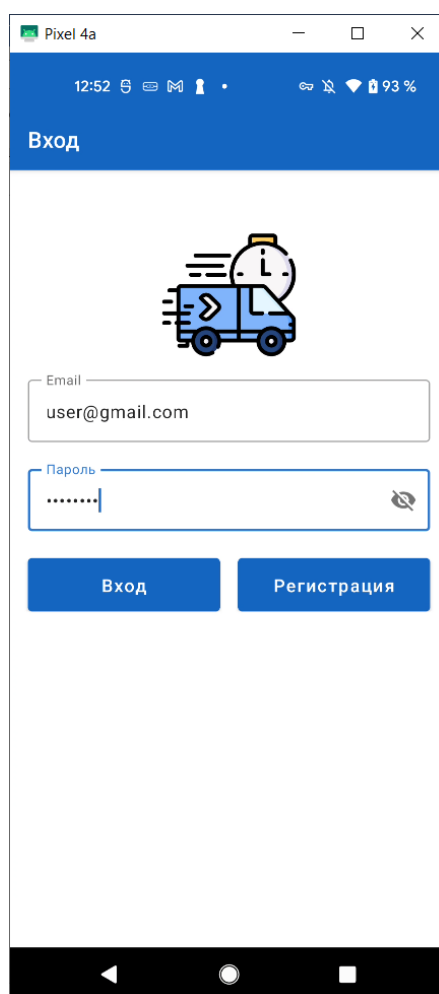 Pixel 4a
12:52 93 %
Вход
Email
user@gmail.com
Пароль
••••••••
Вход Регистрация